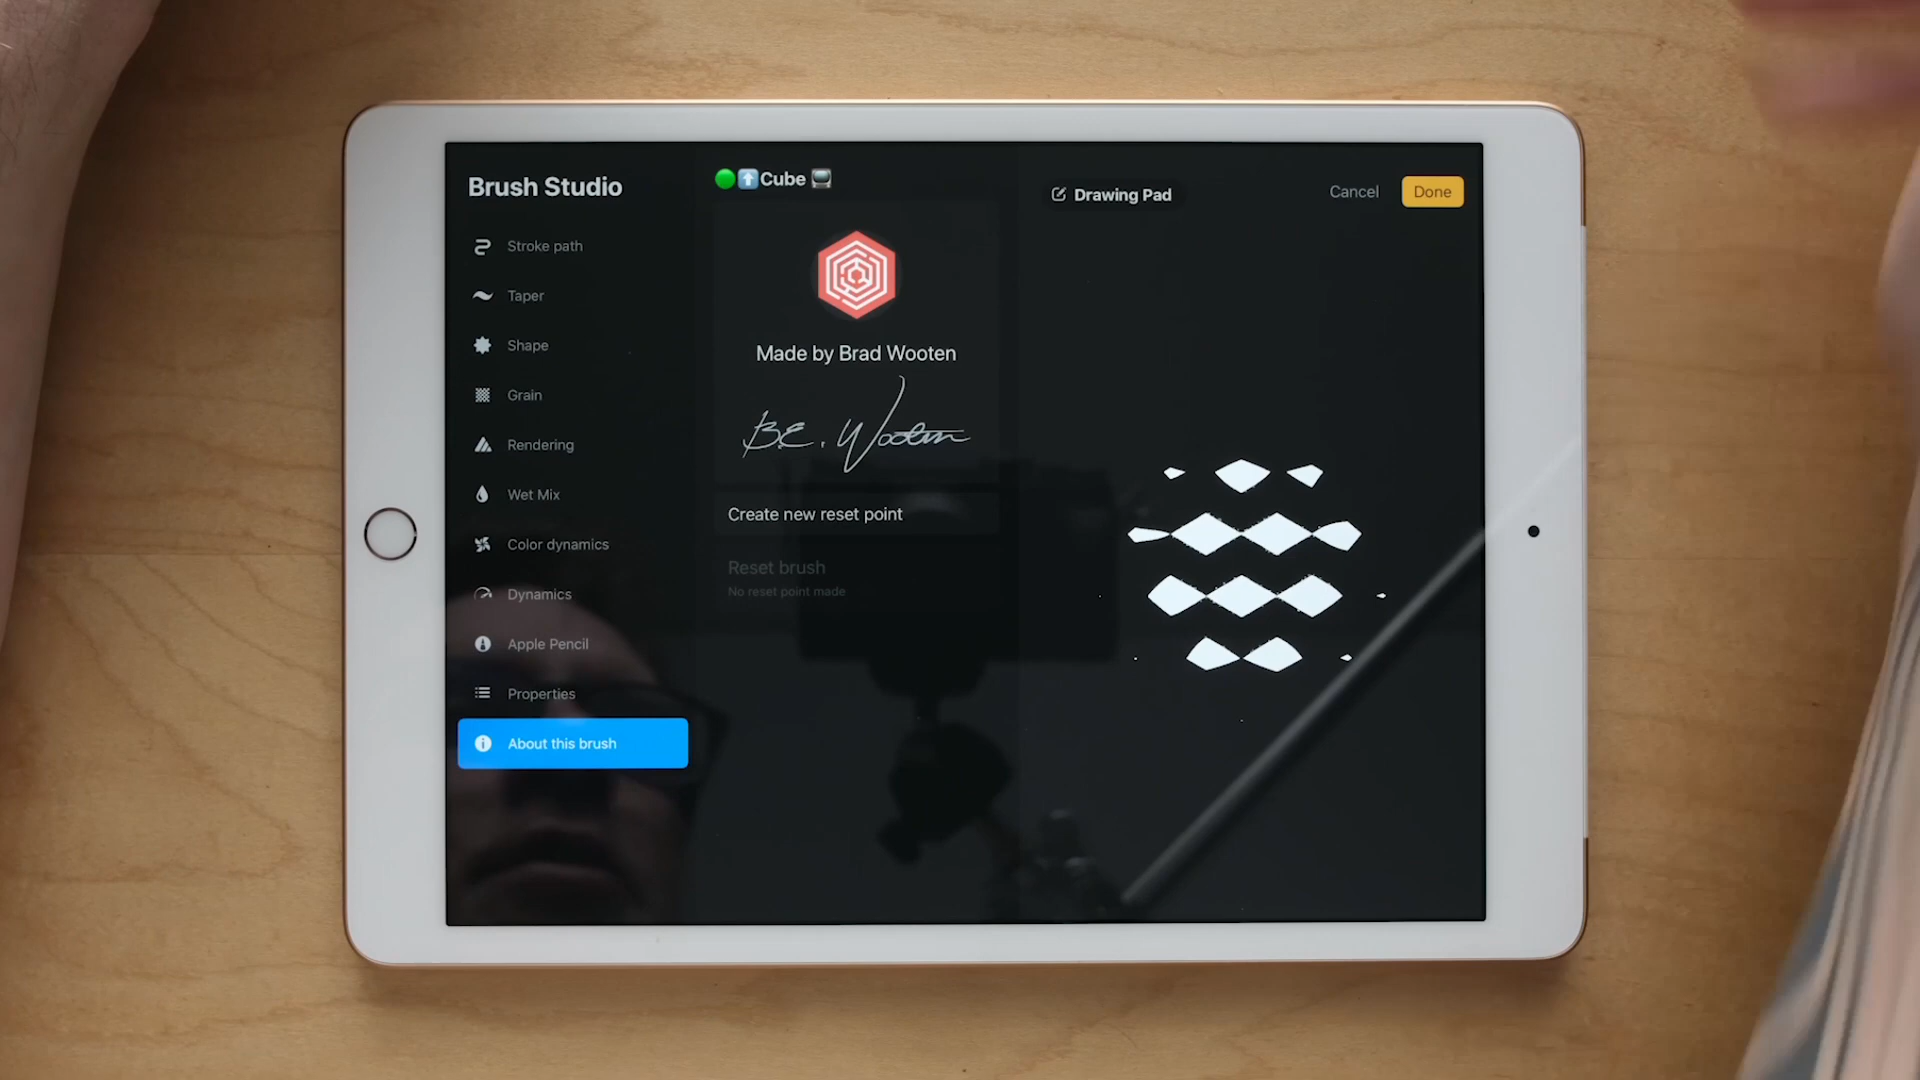 Brush Studio
Stroke path
Taper
Shape
Grain
Rendering
Wet Mix
Color dynamics
Dynamics
Apple Pencil
Properties
About this brush
Cube
Made by Brad Wooten
B.E. Wooten
Create new reset point
Reset brush
No reset point made
Drawing Pad
Cancel
Done